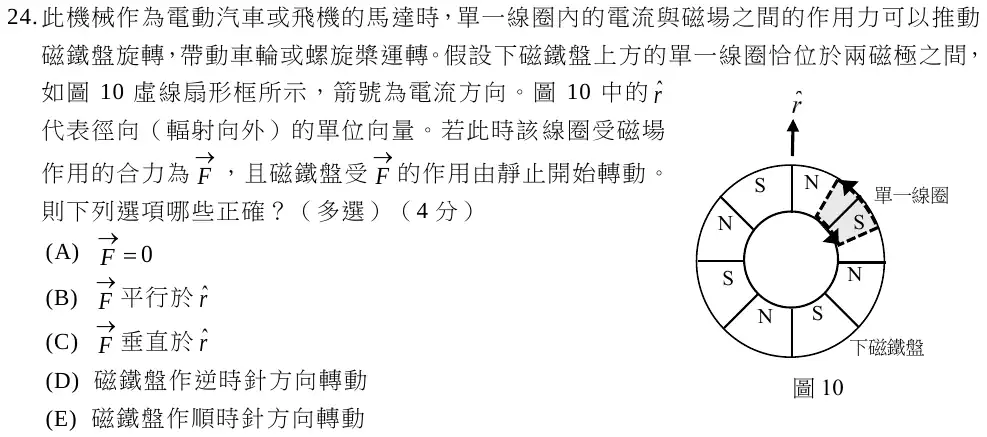 24.此機械作為電動汽車或飛機的馬達時,單一線圈內的電流與磁場之間的作用力可以推動
磁鐵盤旋轉,帶動車輪或螺旋槳運轉。假設下磁鐵盤上方的單一線圈恰位於兩磁極之間,
如圖 10 虛線扇形框所示,箭號為電流方向。圖 10 中的 r̂
代表徑向(輻射向外)的單位向量。若此時該線圈受磁場
作用的合力為 F⃗ ,且磁鐵盤受 F⃗ 的作用由靜止開始轉動。
則下列選項哪些正確?(多選)(4 分)
(A) F⃗ = 0
(B) F⃗ 平行於 r̂
(C) F⃗ 垂直於 r̂
(D) 磁鐵盤作逆時針方向轉動
(E) 磁鐵盤作順時針方向轉動
r̂
S
N
單一線圈
N
S
S
N
N
S
下磁鐵盤
圖 10